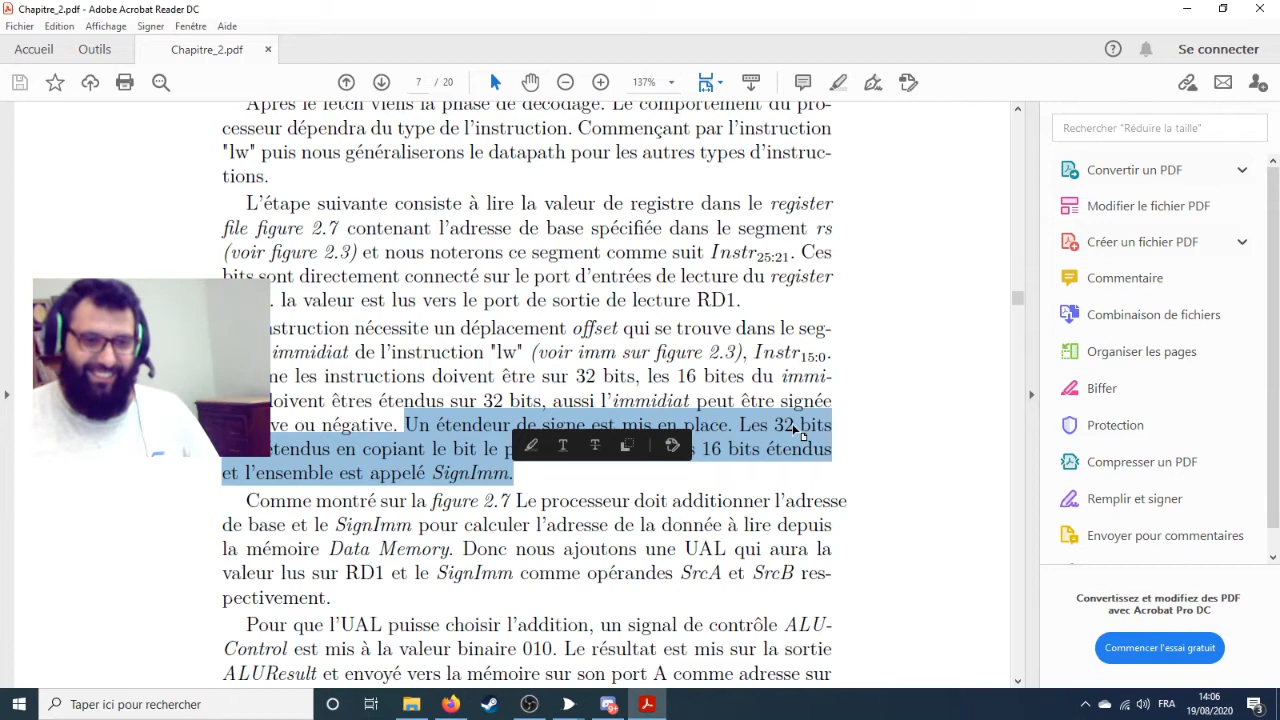 Chapitre_2.pdf - Adobe Acrobat Reader DC
Fichier Edition Affichage Signer Fenêtre Aide
Accueil Outils Chapitre_2.pdf × Se connecter
7 / 20 137%
Après le fetch viens la phase de décodage. Le comportement du pro-
cesseur dépendra du type de l'instruction. Commençant par l'instruction
"lw" puis nous généraliserons le datapath pour les autres types d'instruc-
tions.
L'étape suivante consiste à lire la valeur de registre dans le register
file figure 2.7 contenant l'adresse de base spécifiée dans le segment rs
(voir figure 2.3) et nous noterons ce segment comme suit Instr25:21. Ces
bits sont directement connecté sur le port d'entrées de lecture du register
. la valeur est lus vers le port de sortie de lecture RD1.
struction nécessite un déplacement offset qui se trouve dans le seg-
immidiat de l'instruction "lw" (voir imm sur figure 2.3), Instr15:0.
les instructions doivent être sur 32 bits, les 16 bites du immi-
doivent êtres étendus sur 32 bits, aussi l'immidiat peut être signée
ou négative. Un étendeur de signe est mis en place. Les 32 bits
en copiant le bit le 16 bits étendus
et l'ensemble est appelé SignImm.
Comme montré sur la figure 2.7 Le processeur doit additionner l'adresse
de base et le SignImm pour calculer l'adresse de la donnée à lire depuis
la mémoire Data Memory. Donc nous ajoutons une UAL qui aura la
valeur lus sur RD1 et le SignImm comme opérandes SrcA et SrcB res-
pectivement.
Pour que l'UAL puisse choisir l'addition, un signal de contrôle ALU-
Control est mis à la valeur binaire 010. Le résultat est mis sur la sortie
ALUResult et envoyé vers la mémoire sur son port A comme adresse sur
Rechercher "Réduire la taille"
Convertir un PDF
Modifier le fichier PDF
Créer un fichier PDF
Commentaire
Combinaison de fichiers
Organiser les pages
Biffer
Protection
Compresser un PDF
Remplir et signer
Envoyer pour commentaires
Convertissez et modifiez des PDF
avec Acrobat Pro DC
Commencer l'essai gratuit
Taper ici pour rechercher
FRA
14:06
19/08/2020
3